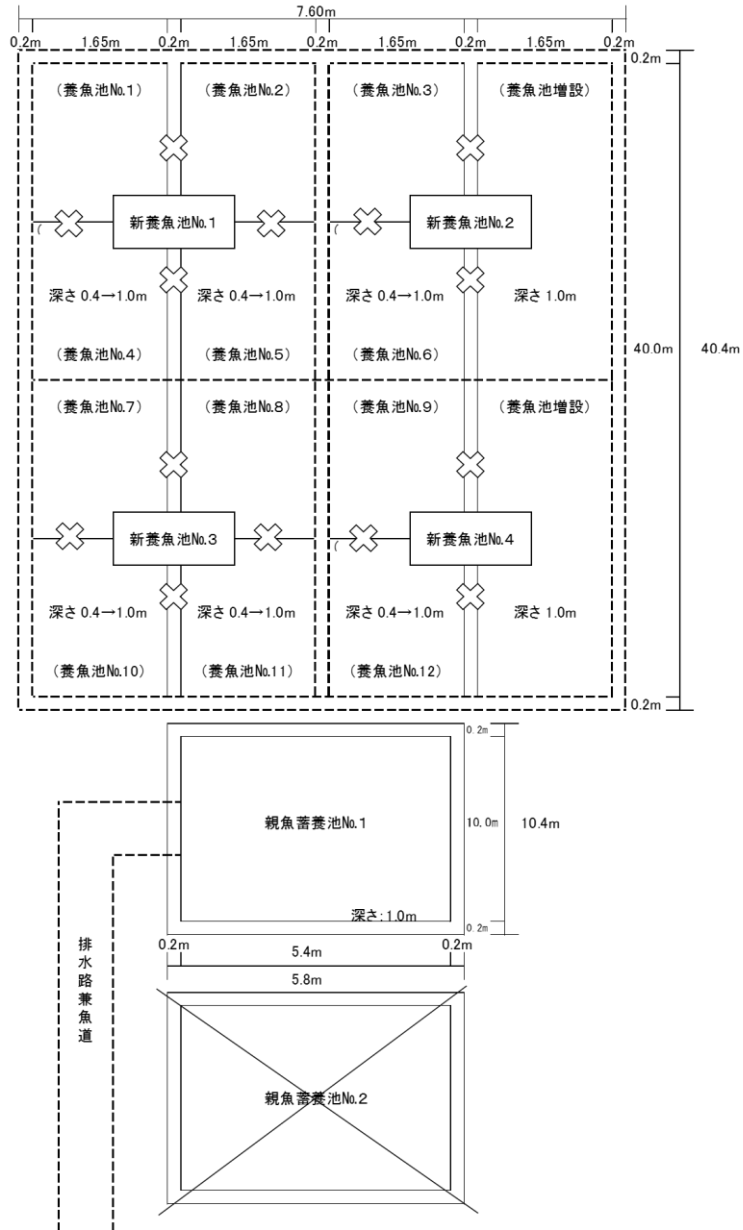 7.60m
0.2m 1.65m 0.2m 1.65m 0.2m 1.65m 0.2m 1.65m 0.2m
0.2m
(養魚池№1) (養魚池№2) (養魚池№3) (養魚池増設)
新養魚池№1 新養魚池№2
深さ 0.4→1.0m 深さ 0.4→1.0m 深さ 0.4→1.0m 深さ 1.0m
(養魚池№4) (養魚池№5) (養魚池№6)
40.0m 40.4m
(養魚池№7) (養魚池№8) (養魚池№9) (養魚池増設)
新養魚池№3 新養魚池№4
深さ 0.4→1.0m 深さ 0.4→1.0m 深さ 0.4→1.0m 深さ 1.0m
(養魚池№10) (養魚池№11) (養魚池№12)
0.2m
0.2m
親魚蓄養池№1
10.0m 10.4m
深さ:1.0m
0.2m
0.2m 5.4m 0.2m
5.8m
排水路兼魚道
親魚蓄養池№2